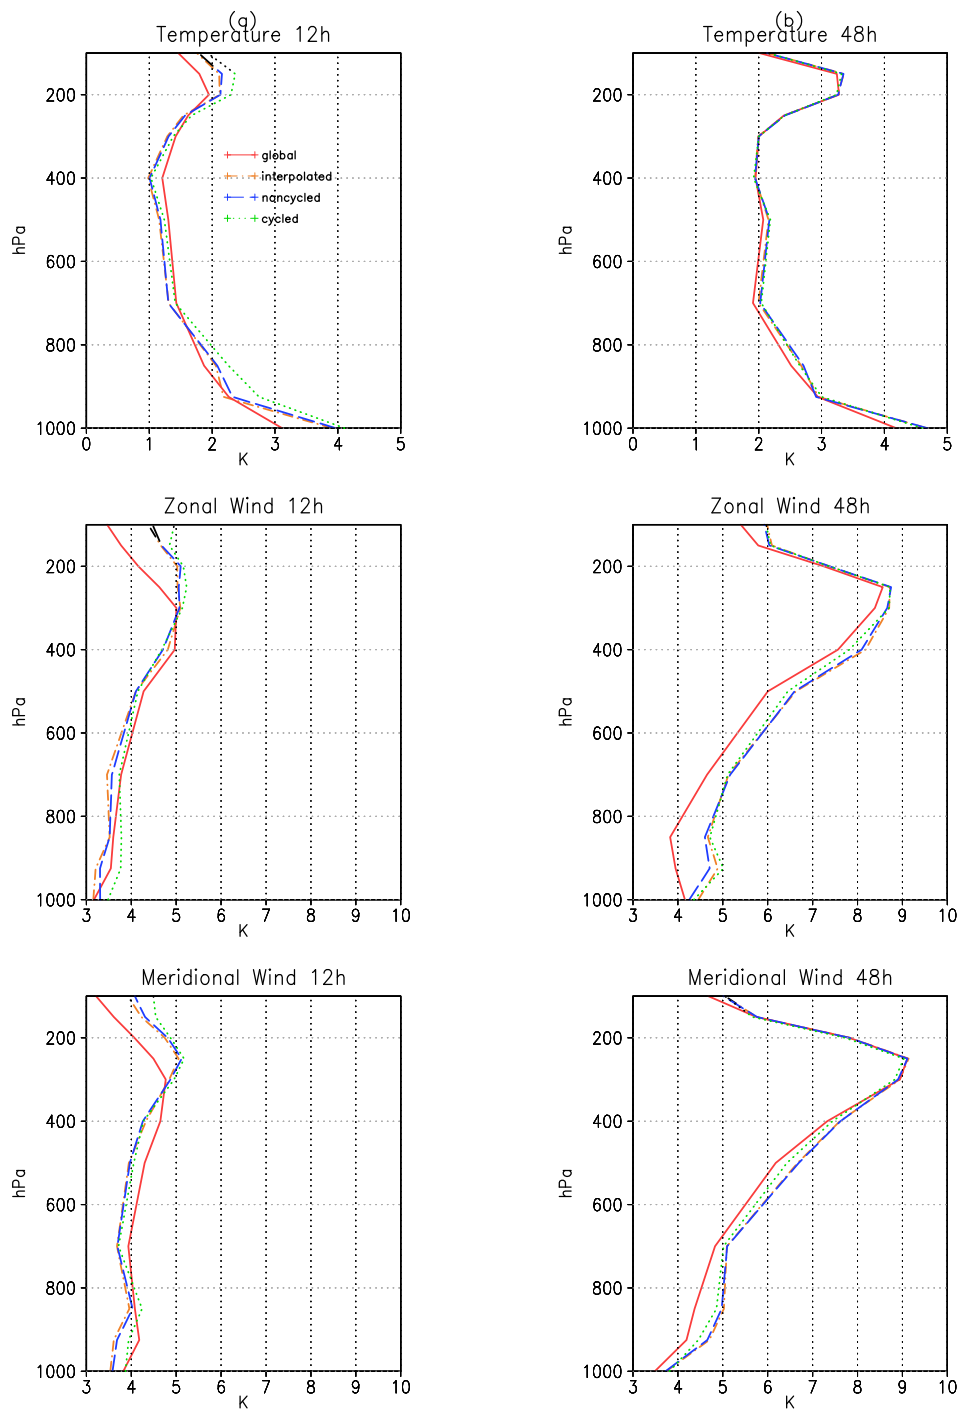 (a)
Temperature 12h
200
400
600
800
1000
hPa
0 1 2 3 4 5
K
global
interpolated
noncycled
cycled
(b)
Temperature 48h
200
400
600
800
1000
hPa
0 1 2 3 4 5
K
Zonal Wind 12h
200
400
600
800
1000
hPa
3 4 5 6 7 8 9 10
K
Zonal Wind 48h
200
400
600
800
1000
hPa
3 4 5 6 7 8 9 10
K
Meridional Wind 12h
200
400
600
800
1000
hPa
3 4 5 6 7 8 9 10
K
Meridional Wind 48h
200
400
600
800
1000
hPa
3 4 5 6 7 8 9 10
K